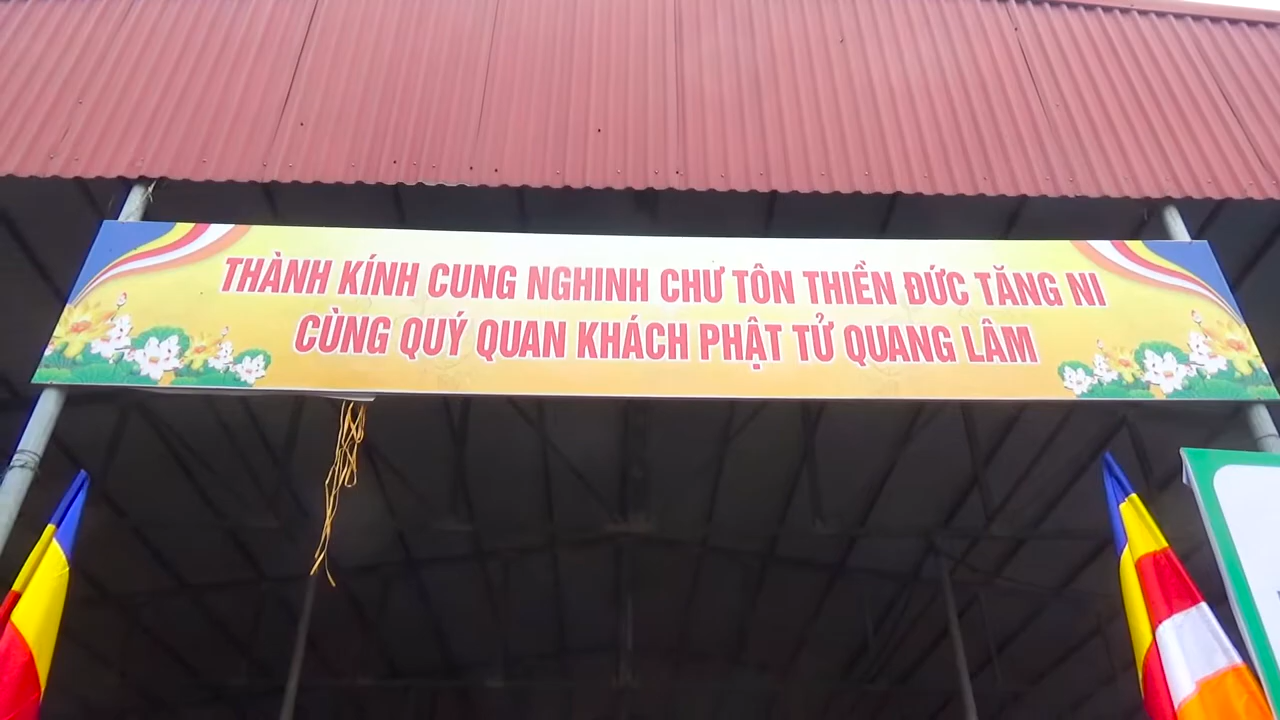 THÀNH KÍNH CUNG NGHINH CHƯ TÔN THIỀN ĐỨC TĂNG NI
CÙNG QUÝ QUAN KHÁCH PHẬT TỬ QUANG LÂM